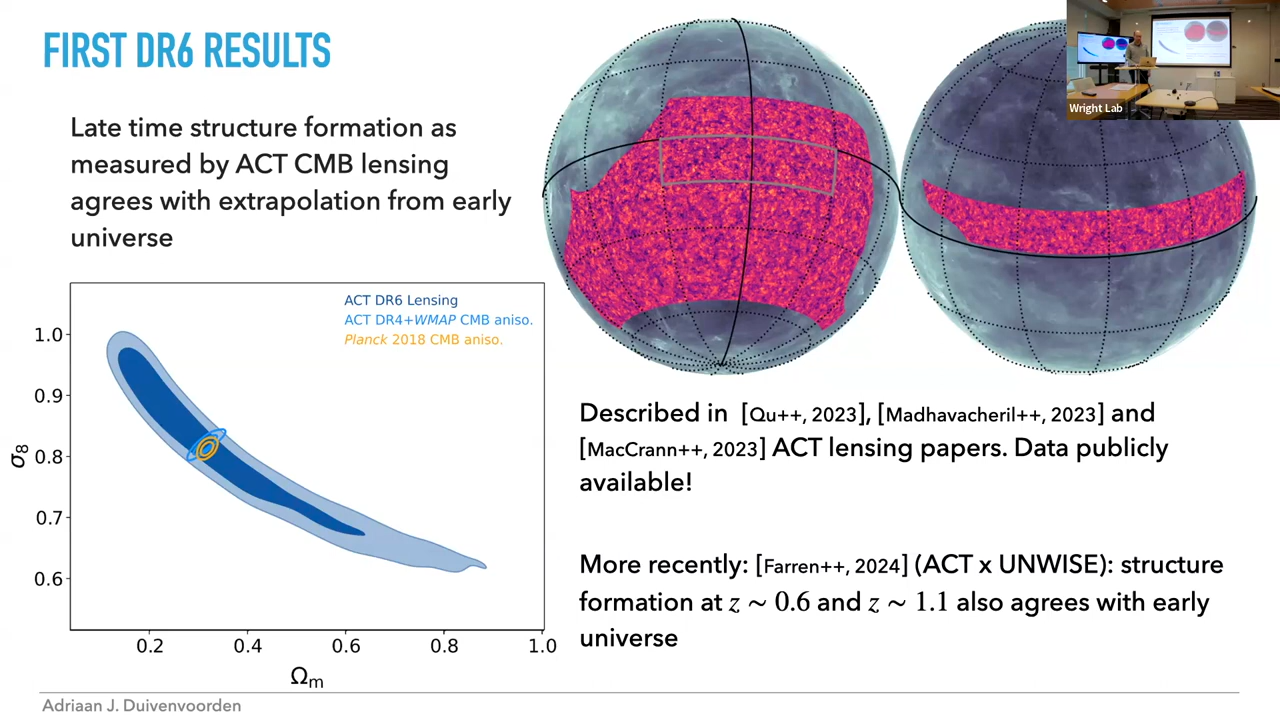 FIRST DR6 RESULTS
Late time structure formation as
measured by ACT CMB lensing
agrees with extrapolation from early
universe
ACT DR6 Lensing
ACT DR4+WMAP CMB aniso.
Planck 2018 CMB aniso.
1.0
0.9
0.8
0.7
0.6
σ8
0.2 0.4 0.6 0.8 1.0
Ωm
Wright Lab
Described in [Qu++, 2023], [Madhavacheril++, 2023] and
[MacCrann++, 2023] ACT lensing papers. Data publicly
available!
More recently: [Farren++, 2024] (ACT x UNWISE): structure
formation at z ~ 0.6 and z ~ 1.1 also agrees with early
universe
Adriaan J. Duivenvoorden